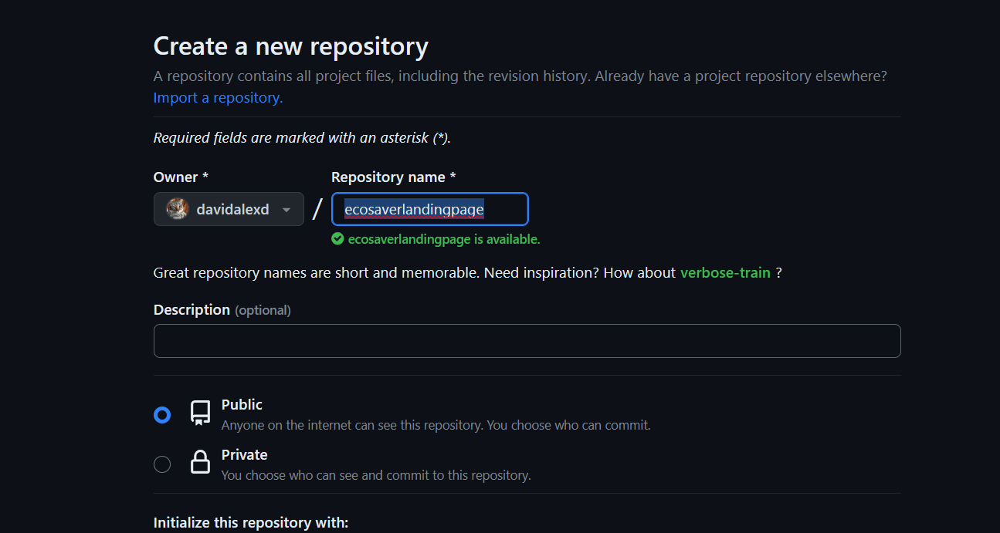 Create a new repository
A repository contains all project files, including the revision history. Already have a project repository elsewhere?
Import a repository.
Required fields are marked with an asterisk (*).
Owner * Repository name *
davidalexd / ecosaverlandingpage
ecosaverlandingpage is available.
Great repository names are short and memorable. Need inspiration? How about verbose-train ?
Description (optional)
Public
Anyone on the internet can see this repository. You choose who can commit.
Private
You choose who can see and commit to this repository.
Initialize this repository with: